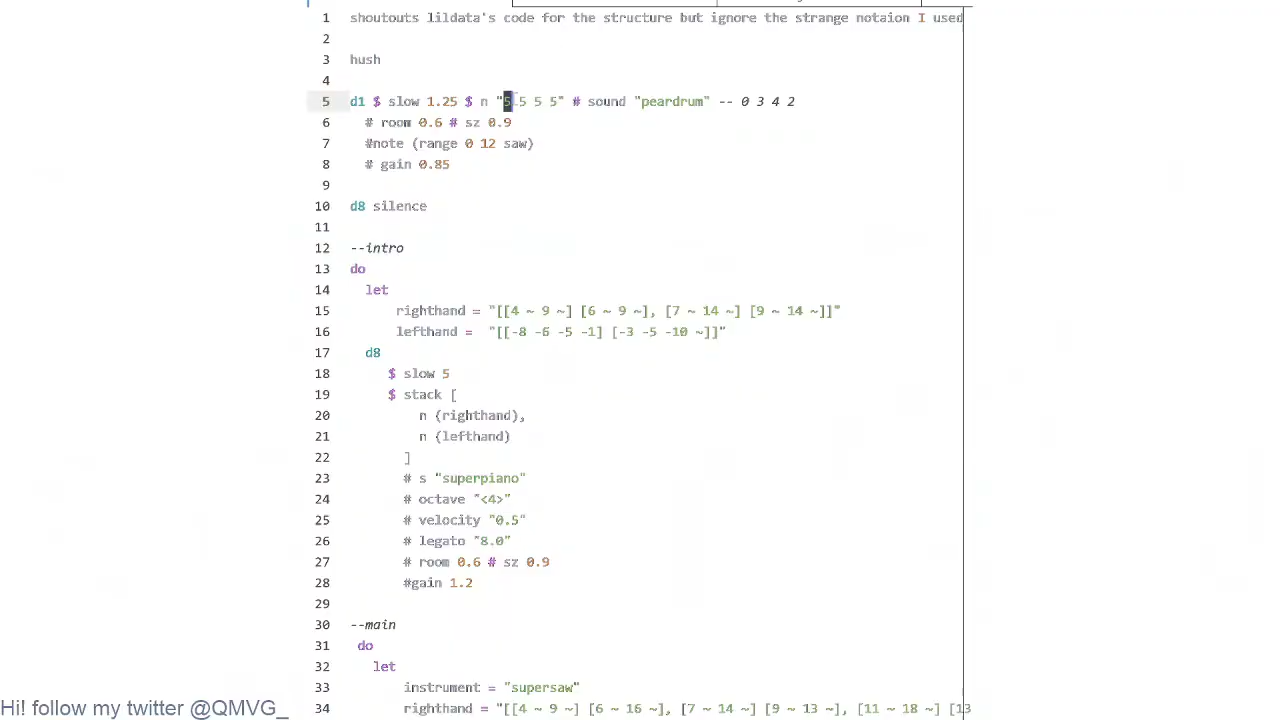 1 shoutouts lildata's code for the structure but ignore the strange notaion I used
2
3 hush
4
5 d1 $ slow 1.25 $ n "5 5 5 5" # sound "peardrum" -- 0 3 4 2
6 # room 0.6 # sz 0.9
7 #note (range 0 12 saw)
8 # gain 0.85
9
10 d8 silence
11
12 --intro
13 do
14 let
15 righthand = "[[4 ~ 9 ~] [6 ~ 9 ~], [7 ~ 14 ~] [9 ~ 14 ~]]"
16 lefthand = "[[-8 -6 -5 -1] [-3 -5 -10 ~]]"
17 d8
18 $ slow 5
19 $ stack [
20 n (righthand),
21 n (lefthand)
22 ]
23 # s "superpiano"
24 # octave "<4>"
25 # velocity "0.5"
26 # legato "8.0"
27 # room 0.6 # sz 0.9
28 #gain 1.2
29
30 --main
31 do
32 let
33 instrument = "supersaw"
34 righthand = "[[4 ~ 9 ~] [6 ~ 16 ~], [7 ~ 14 ~] [9 ~ 13 ~], [11 ~ 18 ~] [13
Hi! follow my twitter @QMVG_